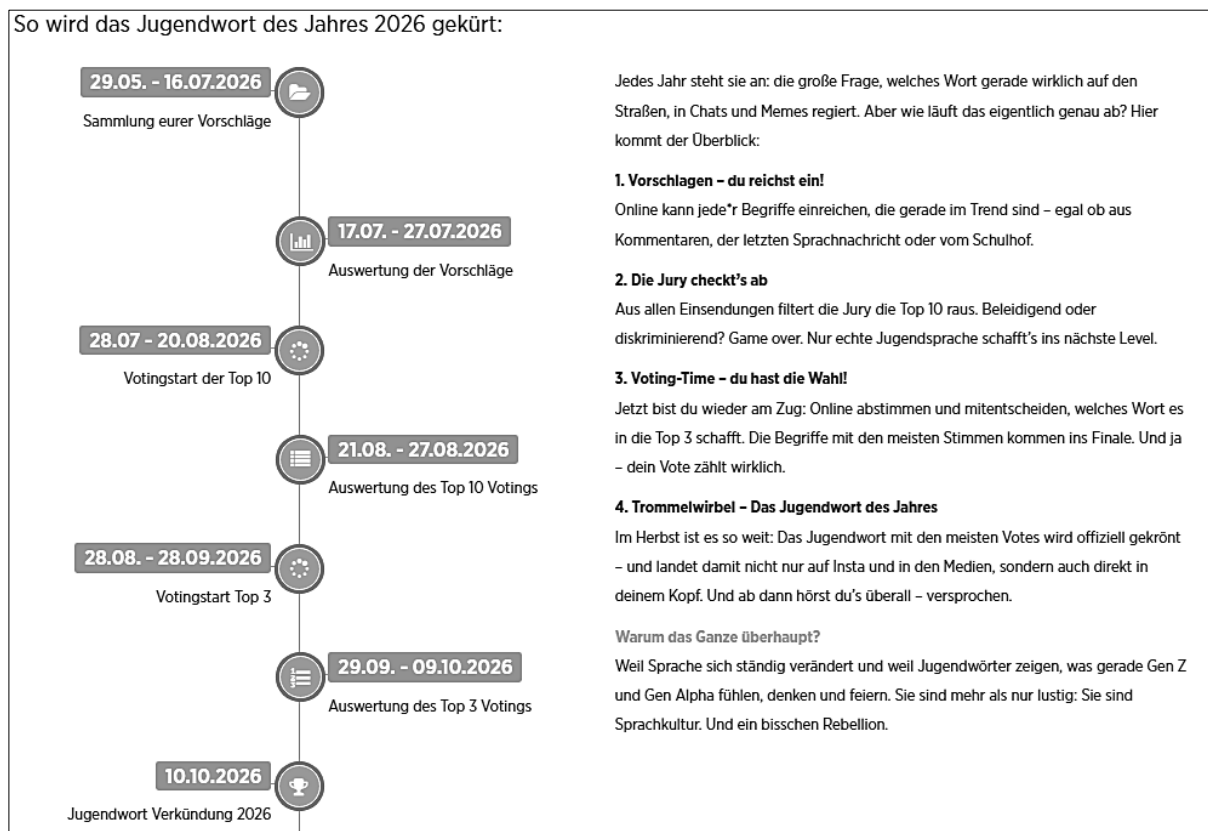 So wird das Jugendwort des Jahres 2026 gekürt:
29.05. - 16.07.2026
Sammlung eurer Vorschläge
17.07. - 27.07.2026
Auswertung der Vorschläge
28.07 - 20.08.2026
Votingstart der Top 10
21.08. - 27.08.2026
Auswertung des Top 10 Votings
28.08. - 28.09.2026
Votingstart Top 3
29.09. - 09.10.2026
Auswertung des Top 3 Votings
10.10.2026
Jugendwort Verkündung 2026
Jedes Jahr steht sie an: die große Frage, welches Wort gerade wirklich auf den
Straßen, in Chats und Memes regiert. Aber wie läuft das eigentlich genau ab? Hier
kommt der Überblick:
1. Vorschlagen – du reichst ein!
Online kann jede*r Begriffe einreichen, die gerade im Trend sind – egal ob aus
Kommentaren, der letzten Sprachnachricht oder vom Schulhof.
2. Die Jury checkt's ab
Aus allen Einsendungen filtert die Jury die Top 10 raus. Beleidigend oder
diskriminierend? Game over. Nur echte Jugendsprache schafft's ins nächste Level.
3. Voting-Time – du hast die Wahl!
Jetzt bist du wieder am Zug: Online abstimmen und mitentscheiden, welches Wort es
in die Top 3 schafft. Die Begriffe mit den meisten Stimmen kommen ins Finale. Und ja
– dein Vote zählt wirklich.
4. Trommelwirbel – Das Jugendwort des Jahres
Im Herbst ist es so weit: Das Jugendwort mit den meisten Votes wird offiziell gekrönt
– und landet damit nicht nur auf Insta und in den Medien, sondern auch direkt in
deinem Kopf. Und ab dann hörst du's überall – versprochen.
Warum das Ganze überhaupt?
Weil Sprache sich ständig verändert und weil Jugendwörter zeigen, was gerade Gen Z
und Gen Alpha fühlen, denken und feiern. Sie sind mehr als nur lustig: Sie sind
Sprachkultur. Und ein bisschen Rebellion.